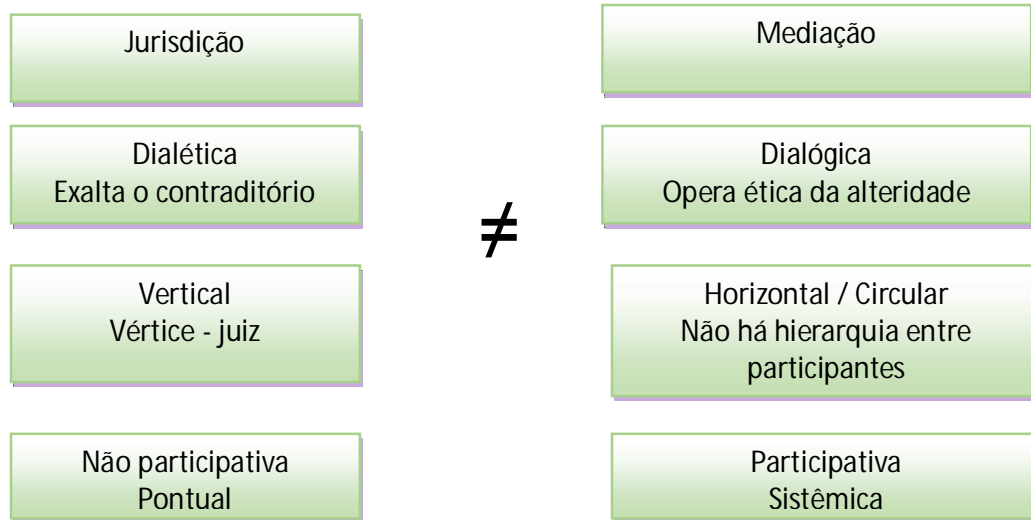 Jurisdição
Mediação
Dialética
Exalta o contraditório
Dialógica
Opera ética da alteridade
≠
Vertical
Vértice - juiz
Horizontal / Circular
Não há hierarquia entre
participantes
Não participativa
Pontual
Participativa
Sistêmica